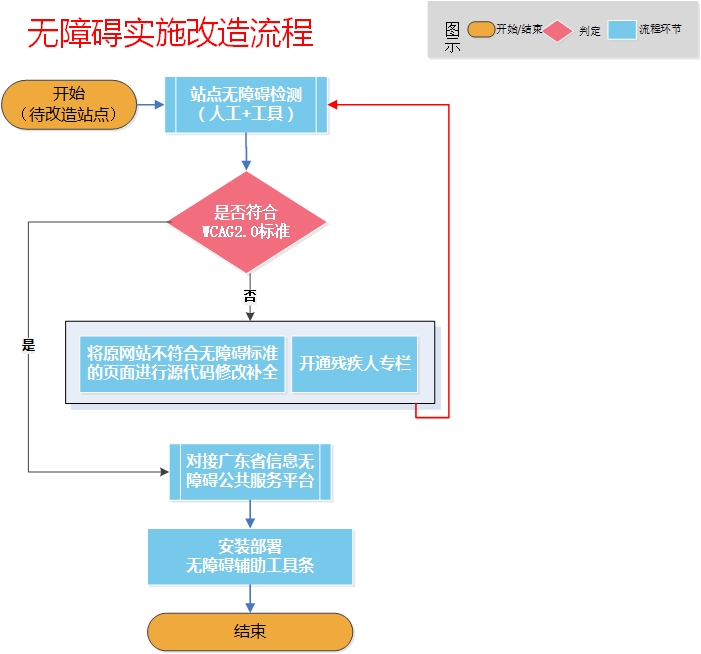 无障碍实施改造流程
图示
开始/结束
判定
流程环节
开始
（待改造站点）
站点无障碍检测
（人工+工具）
是否符合
WCAG2.0标准
否
是
将原网站不符合无障碍标准
的页面进行源代码修改补全
开通残疾人专栏
对接广东省信息无
障碍公共服务平台
安装部署
无障碍辅助工具条
结束